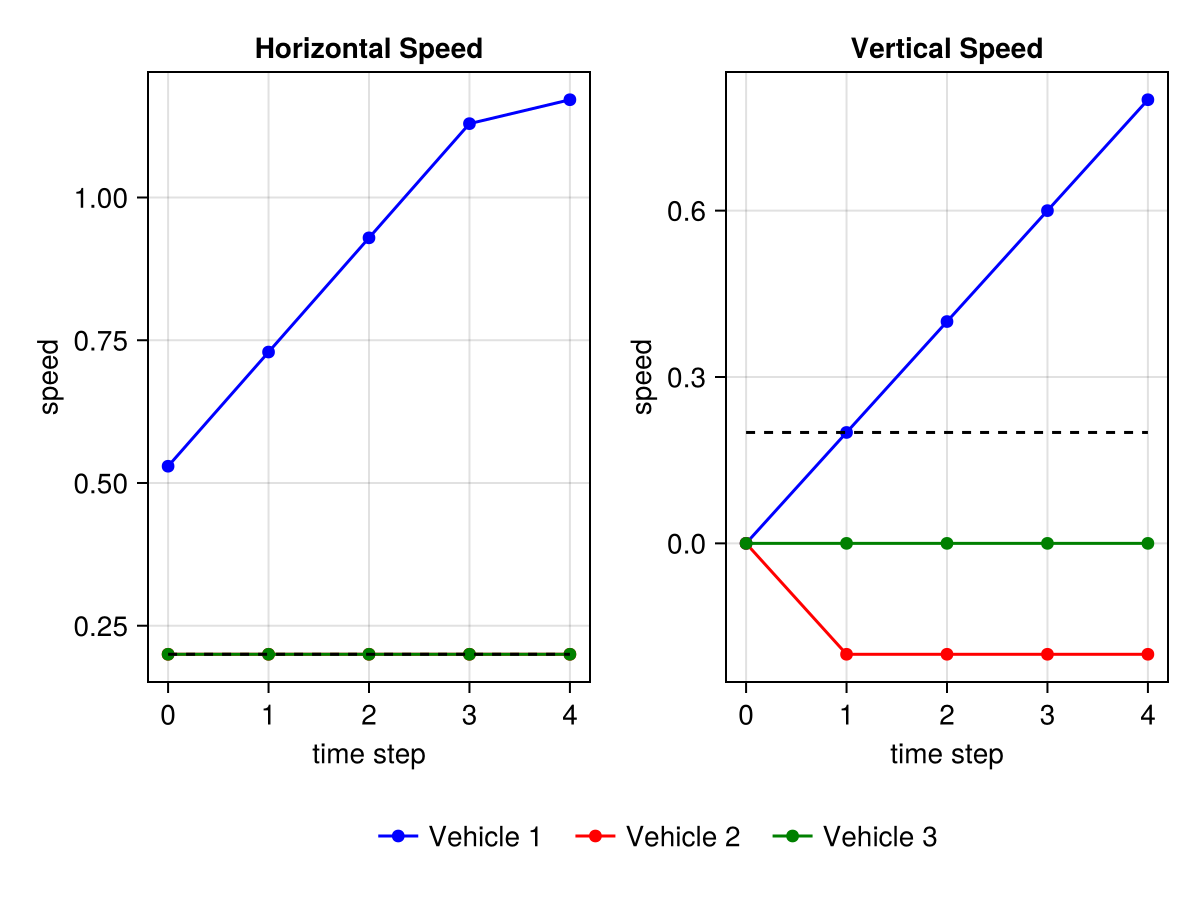 Horizontal Speed
speed
1.00
0.75
0.50
0.25
0 1 2 3 4
time step
Vertical Speed
speed
0.6
0.3
0.0
0 1 2 3 4
time step
Vehicle 1 Vehicle 2 Vehicle 3